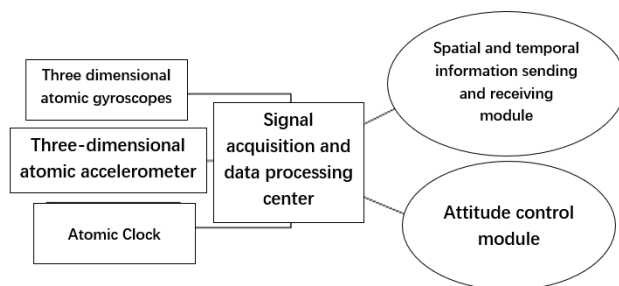 Three dimensional
atomic gyroscopes
Three-dimensional
atomic accelerometer
Atomic Clock
Signal
acquisition and
data processing
center
Spatial and temporal
information sending
and receiving
module
Attitude control
module